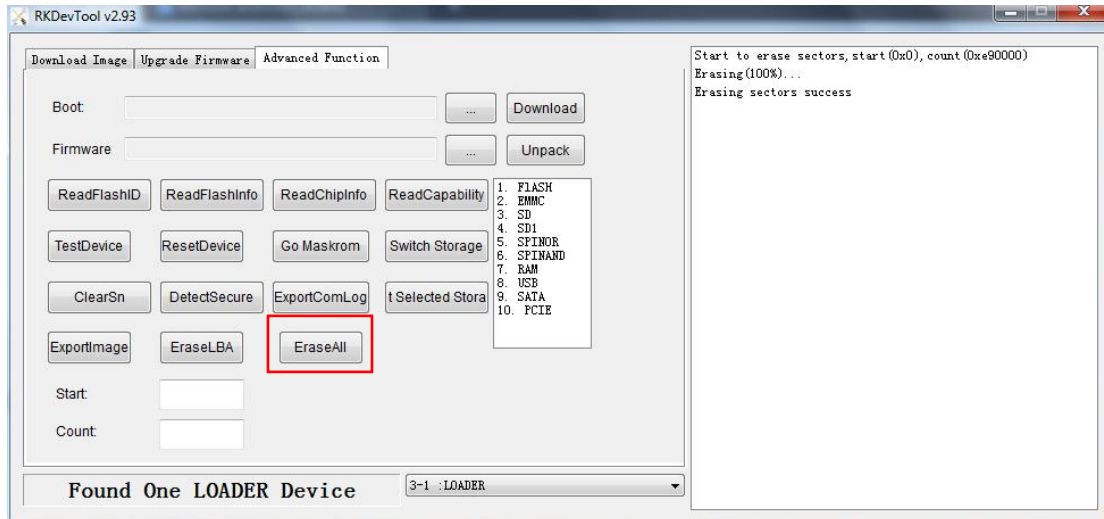 RKDevTool v2.93
Download Image Upgrade Firmware Advanced Function
Boot: ... Download
Firmware ... Unpack
ReadFlashID ReadFlashInfo ReadChipInfo ReadCapability
TestDevice ResetDevice Go Maskrom Switch Storage
ClearSn DetectSecure ExportComLog t Selected Stora
ExportImage EraseLBA EraseAll
1. FlASH
2. EMMC
3. SD
4. SD1
5. SPINOR
6. SPINAND
7. RAM
8. USB
9. SATA
10. PCIE
Start:
Count:
Found One LOADER Device 3-1 :LOADER
Start to erase sectors,start(0x0),count(0xe90000)
Erasing(100%)...
Erasing sectors success